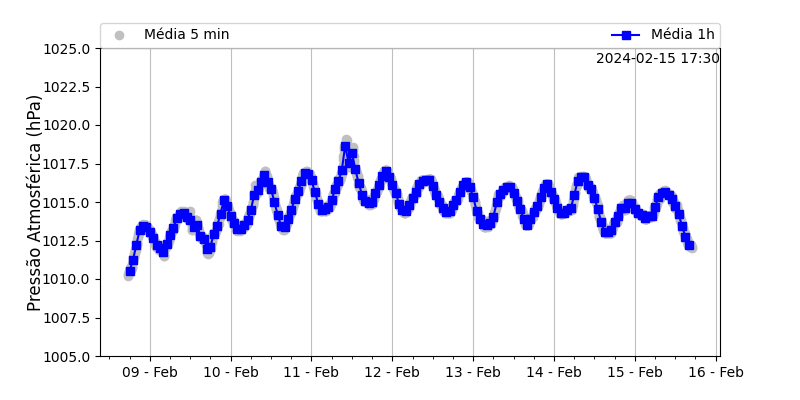 Média 5 min
Média 1h
2024-02-15 17:30
Pressão Atmosférica (hPa)
1025.0
1022.5
1020.0
1017.5
1015.0
1012.5
1010.0
1007.5
1005.0
09 - Feb
10 - Feb
11 - Feb
12 - Feb
13 - Feb
14 - Feb
15 - Feb
16 - Feb